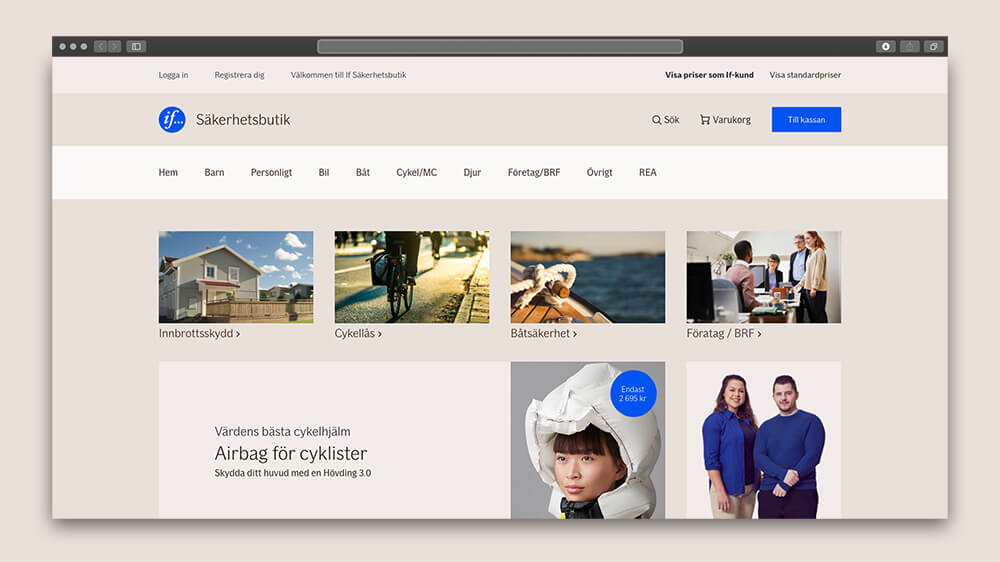 Logga in Registrera dig Välkommen till If Säkerhetsbutik Visa priser som If-kund Visa standardpriser
if... Säkerhetsbutik Sök Varukorg Till kassan
Hem Barn Personligt Bil Båt Cykel/MC Djur Företag/BRF Övrigt REA
Innbrottsskydd > Cykellås > Båtsäkerhet > Företag / BRF >
Endast
2 695 kr
Värdens bästa cykelhjälm
Airbag för cyklister
Skydda ditt huvud med en Hövding 3.0